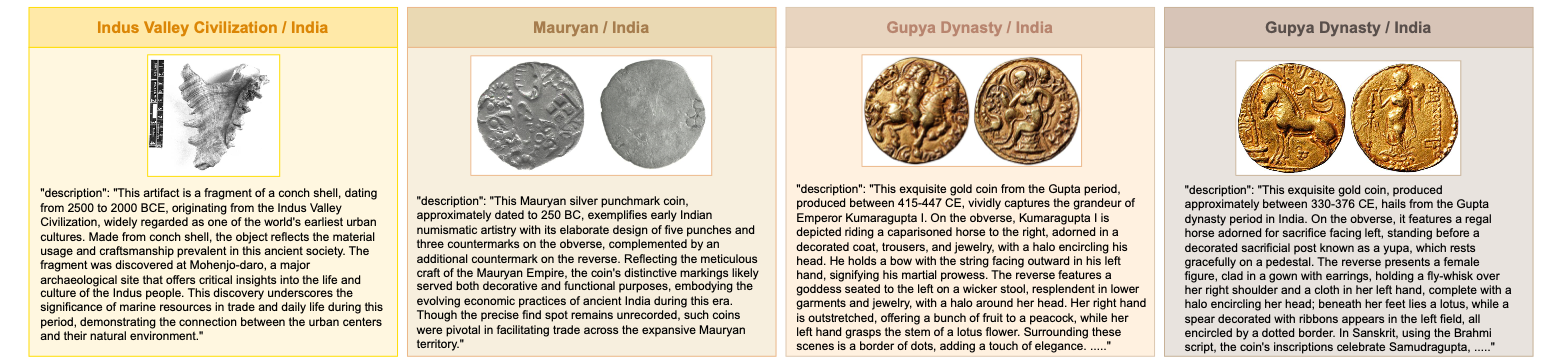 Indus Valley Civilization / India
"description": "This artifact is a fragment of a conch shell, dating
from 2500 to 2000 BCE, originating from the Indus Valley
Civilization, widely regarded as one of the world's earliest urban
cultures. Made from conch shell, the object reflects the material
usage and craftsmanship prevalent in this ancient society. The
fragment was discovered at Mohenjo-daro, a major
archaeological site that offers critical insights into the life and
culture of the Indus people. This discovery underscores the
significance of marine resources in trade and daily life during this
period, demonstrating the connection between the urban centers
and their natural environment."
Mauryan / India
"description": "This Mauryan silver punchmark coin,
approximately dated to 250 BC, exemplifies early Indian
numismatic artistry with its elaborate design of five punches and
three countermarks on the obverse, complemented by an
additional countermark on the reverse. Reflecting the meticulous
craft of the Mauryan Empire, the coin's distinctive markings likely
served both decorative and functional purposes, embodying the
evolving economic practices of ancient India during this era.
Though the precise find spot remains unrecorded, such coins
were pivotal in facilitating trade across the expansive Mauryan
territory."
Gupya Dynasty / India
"description": "This exquisite gold coin from the Gupta period,
produced between 415-447 CE, vividly captures the grandeur of
Emperor Kumaragupta I. On the obverse, Kumaragupta I is
depicted riding a caparisoned horse to the right, adorned in a
decorated coat, trousers, and jewelry, with a halo encircling his
head. He holds a bow with the string facing outward in his left
hand, signifying his martial prowess. The reverse features a
goddess seated to the left on a wicker stool, resplendent in lower
garments and jewelry, with a halo around her head. Her right hand
is outstretched, offering a bunch of fruit to a peacock, while her
left hand grasps the stem of a lotus flower. Surrounding these
scenes is a border of dots, adding a touch of elegance. ....."
Gupya Dynasty / India
"description": "This exquisite gold coin, produced
approximately between 330-376 CE, hails from the Gupta
dynasty period in India. On the obverse, it features a regal
horse adorned for sacrifice facing left, standing before a
decorated sacrificial post known as a yupa, which rests
gracefully on a pedestal. The reverse presents a female
figure, clad in a gown with earrings, holding a fly-whisk over
her right shoulder and a cloth in her left hand, complete with a
halo encircling her head; beneath her feet lies a lotus, while a
spear decorated with ribbons appears in the left field, all
encircled by a dotted border. In Sanskrit, using the Brahmi
script, the coin's inscriptions celebrate Samudragupta, ....."